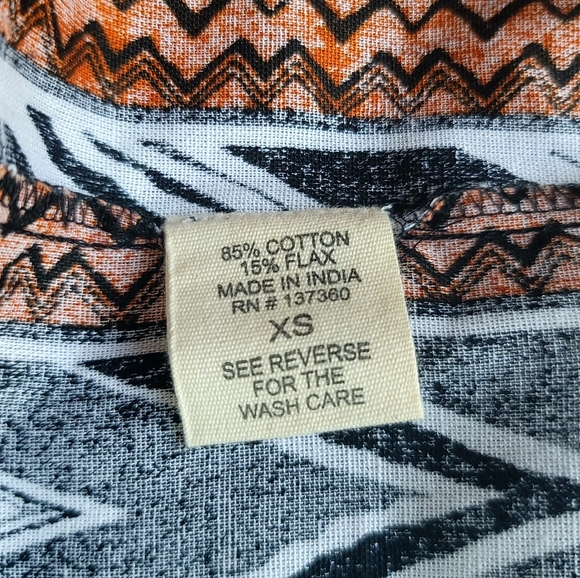 85% COTTON
15% FLAX
MADE IN INDIA
RN # 137360
XS
SEE REVERSE
FOR THE
WASH CARE